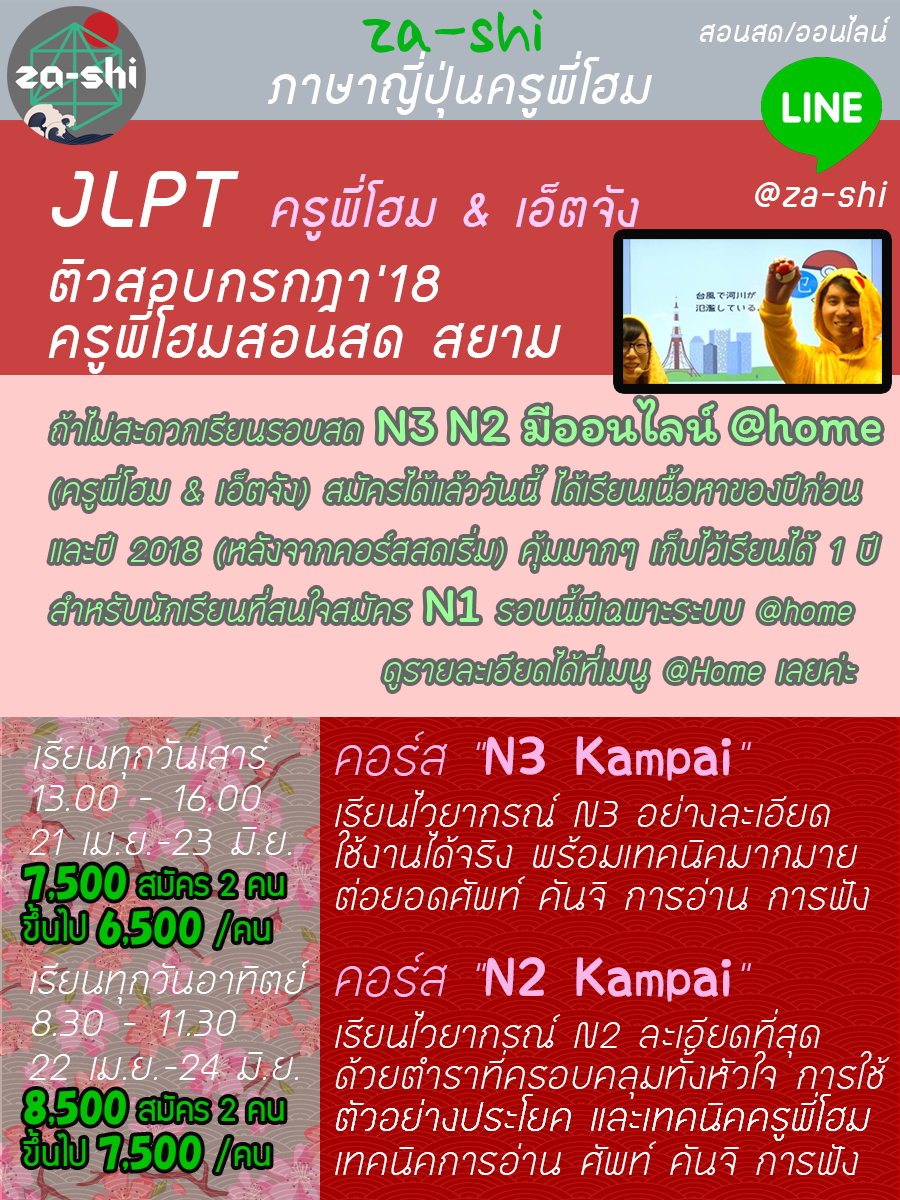 za-shi
za-shi
ภาษาญี่ปุ่นครูพี่โฮม
สอนสด/ออนไลน์
LINE
@za-shi
JLPT ครูพี่โฮม & เอ็ตจัง
ติวสอบกรกฎา'18
ครูพี่โฮมสอนสด สยาม
台風で河川が
氾濫している。
ถ้าไม่สะดวกเรียนรอบสด N3 N2 มีออนไลน์ @home
(ครูพี่โฮม & เอ็ตจัง) สมัครได้แล้ววันนี้ ได้เรียนเนื้อหาของปีก่อน
และปี 2018 (หลังจากคอร์สสดเริ่ม) คุ้มมากๆ เก็บไว้เรียนได้ 1 ปี
สำหรับนักเรียนที่สนใจสมัคร N1 รอบนี้มีเฉพาะระบบ @home
ดูรายละเอียดได้ที่เมนู @Home เลยค่ะ
เรียนทุกวันเสาร์
13.00 - 16.00
21 เม.ย.-23 มิ.ย.
7,500 สมัคร 2 คน
ขึ้นไป 6,500 /คน
คอร์ส "N3 Kampai"
เรียนไวยากรณ์ N3 อย่างละเอียด
ใช้งานได้จริง พร้อมเทคนิคมากมาย
ต่อยอดศัพท์ คันจิ การอ่าน การฟัง
เรียนทุกวันอาทิตย์
8.30 - 11.30
22 เม.ย.-24 มิ.ย.
8,500 สมัคร 2 คน
ขึ้นไป 7,500 /คน
คอร์ส "N2 Kampai"
เรียนไวยากรณ์ N2 ละเอียดที่สุด
ด้วยตำราที่ครอบคลุมทั้งหัวใจ การใช้
ตัวอย่างประโยค และเทคนิคครูพี่โฮม
เทคนิคการอ่าน ศัพท์ คันจิ การฟัง